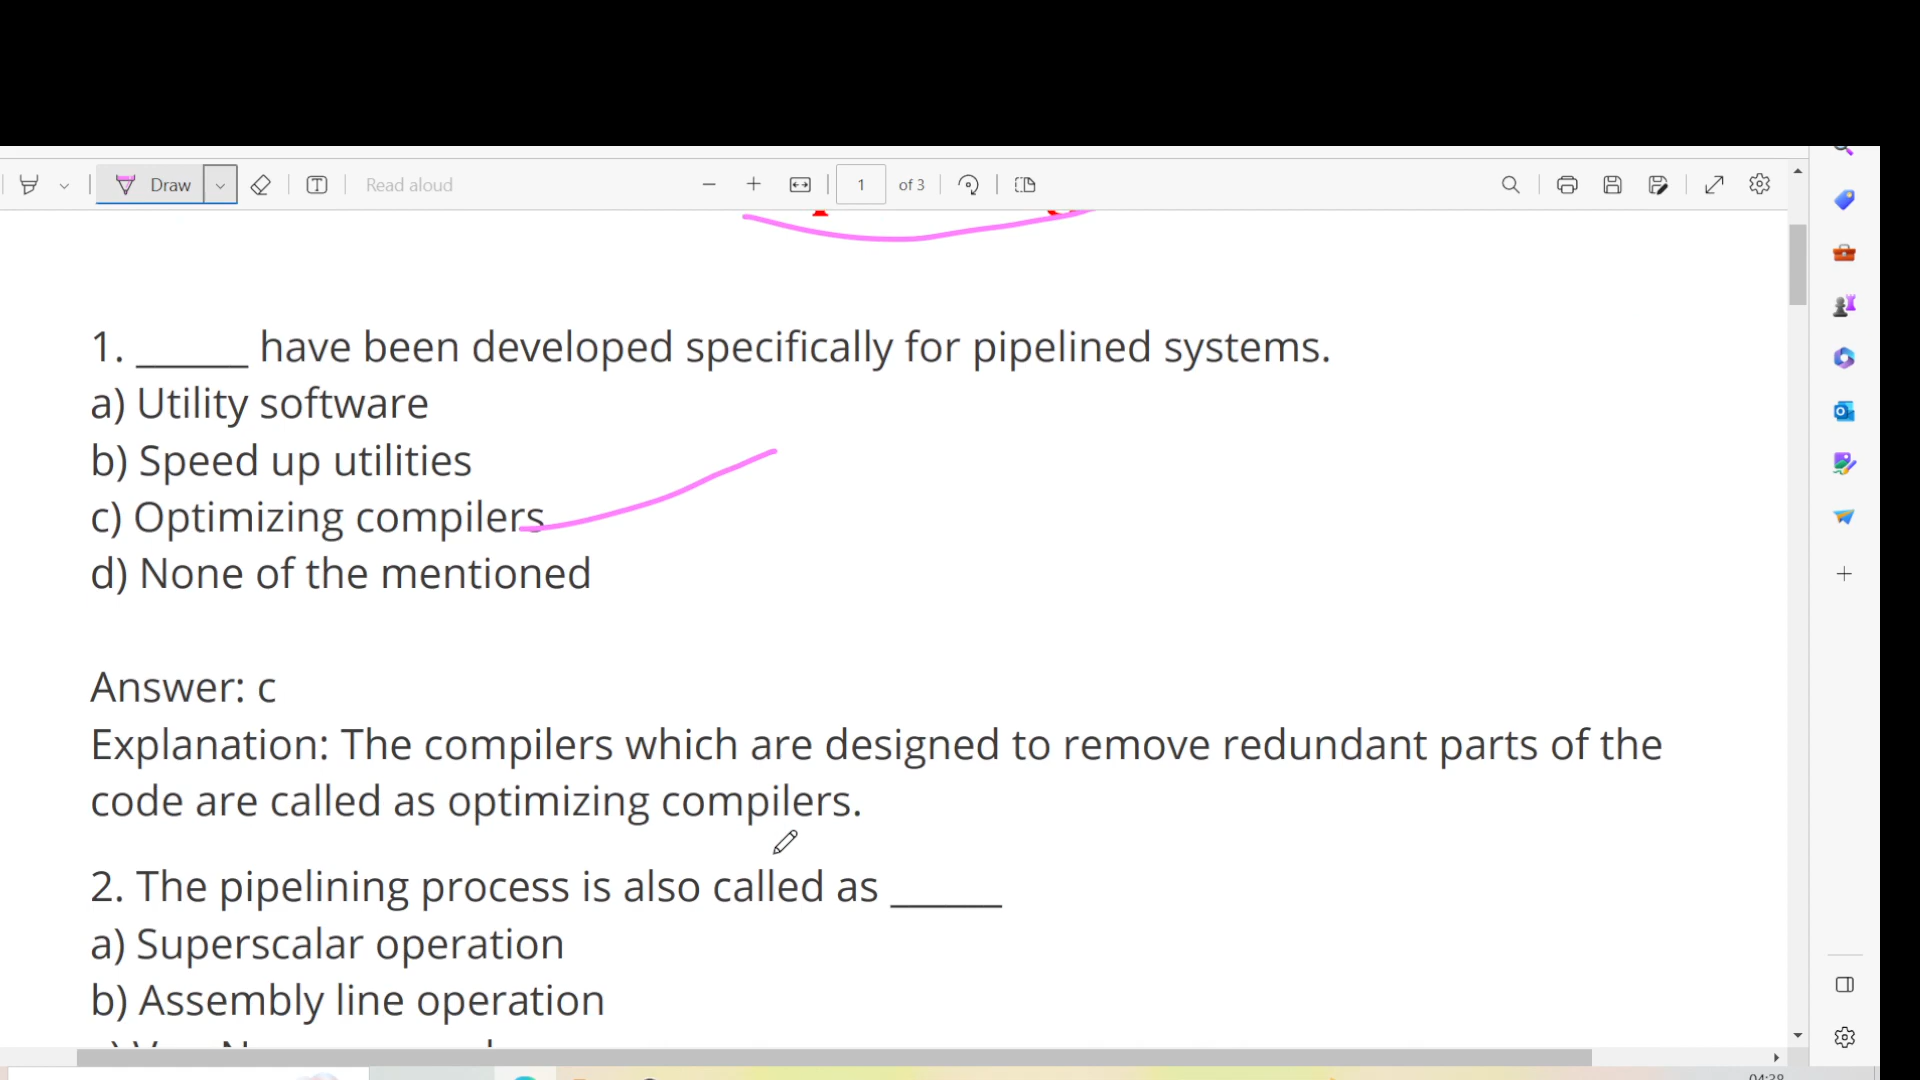 Draw
Read aloud
1
of 3
1. ______ have been developed specifically for pipelined systems.
a) Utility software
b) Speed up utilities
c) Optimizing compilers
d) None of the mentioned
Answer: c
Explanation: The compilers which are designed to remove redundant parts of the
code are called as optimizing compilers.
2. The pipelining process is also called as ______
a) Superscalar operation
b) Assembly line operation